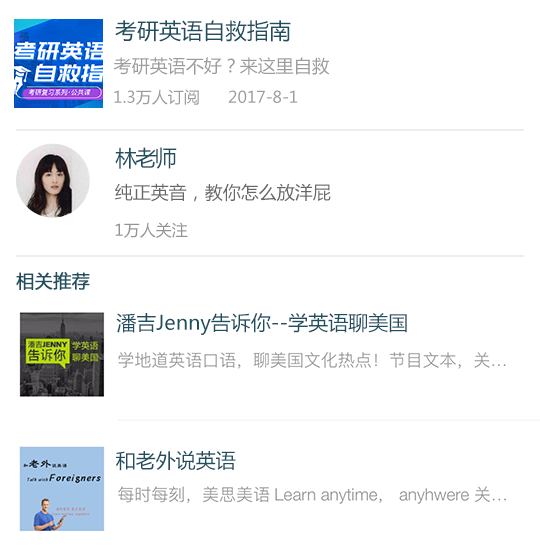 考研英语
自救指
考研复习系列·公共课
考研英语自救指南
考研英语不好？来这里自救
1.3万人订阅 2017-8-1
林老师
纯正英音，教你怎么放洋屁
1万人关注
相关推荐
潘吉JENNY
告诉你
学英语
聊美国
潘吉Jenny告诉你--学英语聊美国
学地道英语口语，聊美国文化热点！节目文本，关...
和老外说英语
Talk with Foreigners
和老外说英语
每时每刻，美思美语 Learn anytime， anyhwere 关...